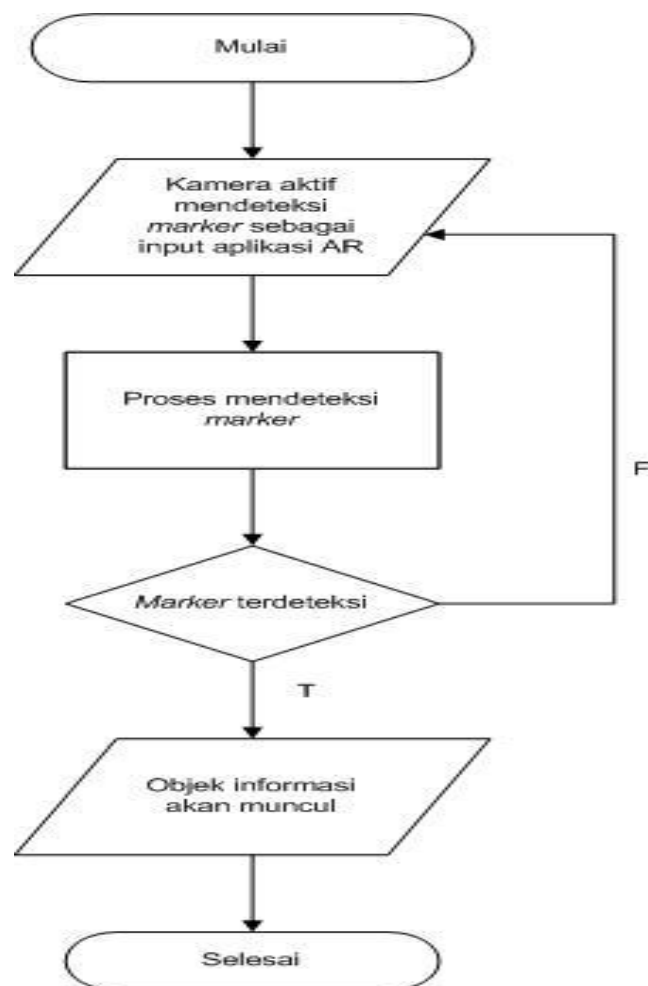 Mulai
Kamera aktif
mendeteksi
marker sebagai
input aplikasi AR
Proses mendeteksi
marker
F
Marker terdeteksi
T
Objek informasi
akan muncul
Selesai